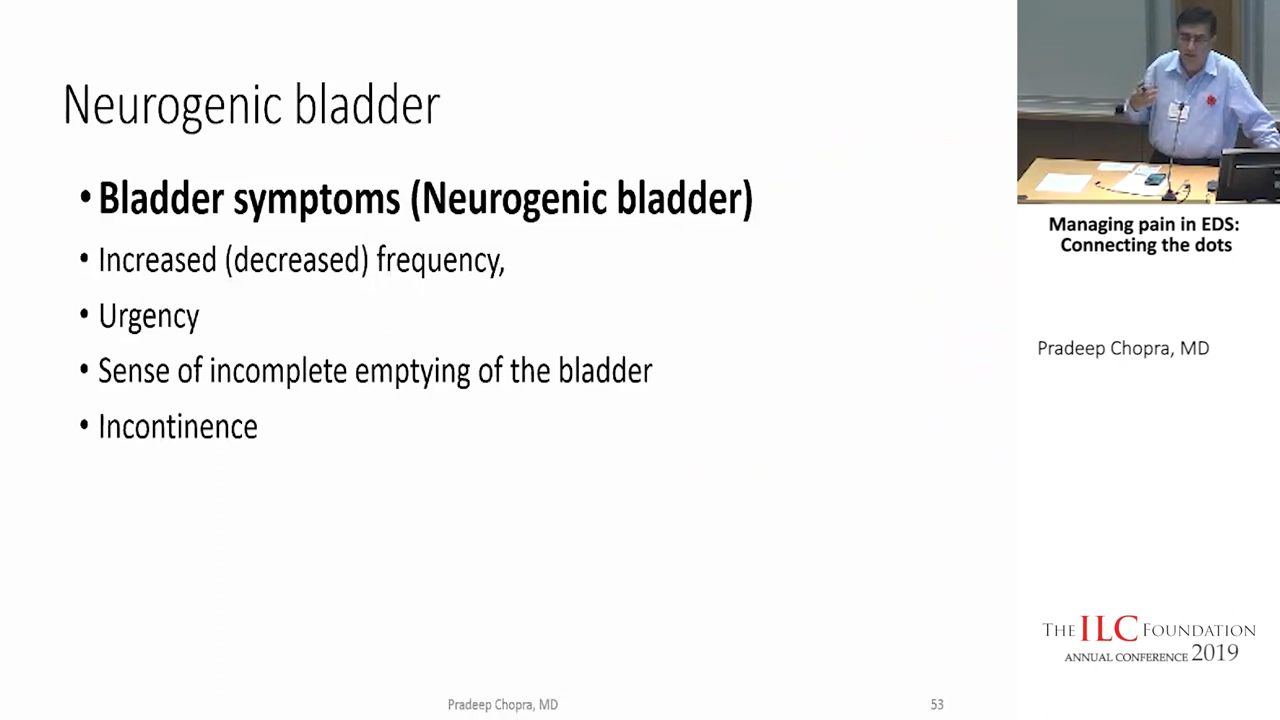 Neurogenic bladder
• Bladder symptoms (Neurogenic bladder)
• Increased (decreased) frequency,
• Urgency
• Sense of incomplete emptying of the bladder
• Incontinence
Pradeep Chopra, MD
53
Managing pain in EDS:
Connecting the dots
Pradeep Chopra, MD
THE ILC FOUNDATION
ANNUAL CONFERENCE 2019